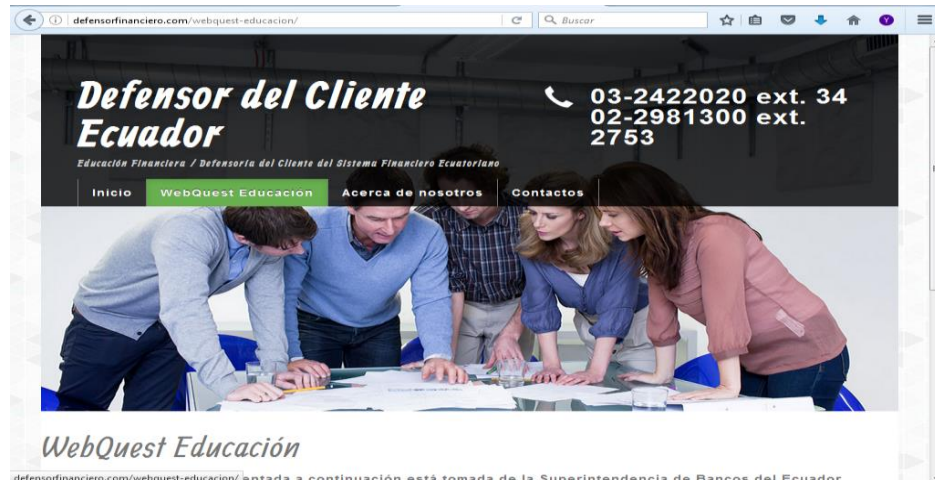 defensorfinanciero.com/webquest-educacion/
Buscar
Y
Defensor del Cliente
Ecuador
03-2422020 ext. 34
02-2981300 ext.
2753
Educación Financiera / Defensoría del Cliente del Sistema Financiero Ecuatoriano
Inicio WebQuest Educación Acerca de nosotros Contactos
WebQuest Educación
defensorfinanciero.com/webquest-educacion/ entada a continuación está tomada de la Superintendencia de Bancos del Ecuador